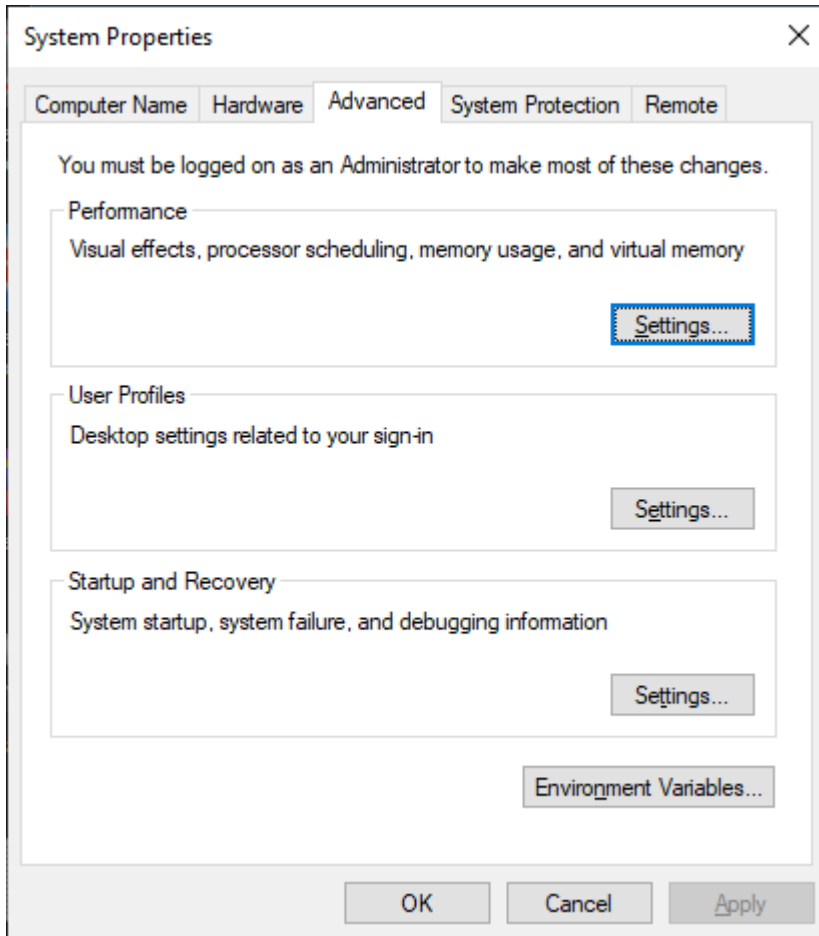 System Properties
Computer Name
Hardware
Advanced
System Protection
Remote
You must be logged on as an Administrator to make most of these changes.
Performance
Visual effects, processor scheduling, memory usage, and virtual memory
Settings...
User Profiles
Desktop settings related to your sign-in
Settings...
Startup and Recovery
System startup, system failure, and debugging information
Settings...
Environment Variables...
OK
Cancel
Apply